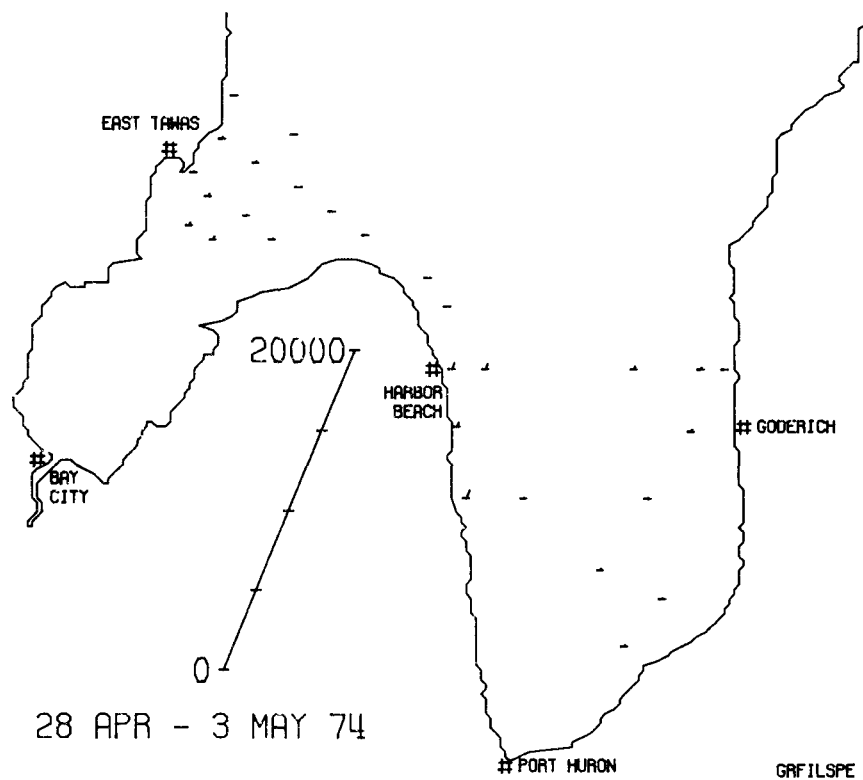 EAST TAWAS
20000
HARBOR
BEACH
GODERICH
BAY
CITY
0
28 APR - 3 MAY 74
PORT HURON
GRFILSPE